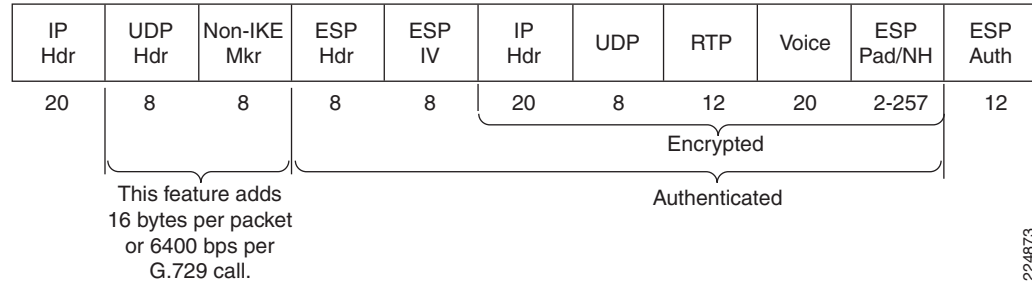 IP Hdr
UDP Hdr
Non-IKE Mkr
ESP Hdr
ESP IV
IP Hdr
UDP
RTP
Voice
ESP Pad/NH
ESP Auth
20 8 8 8 8 20 8 12 20 2-257 12
Encrypted
Authenticated
This feature adds
16 bytes per packet
or 6400 bps per
G.729 call.
224873